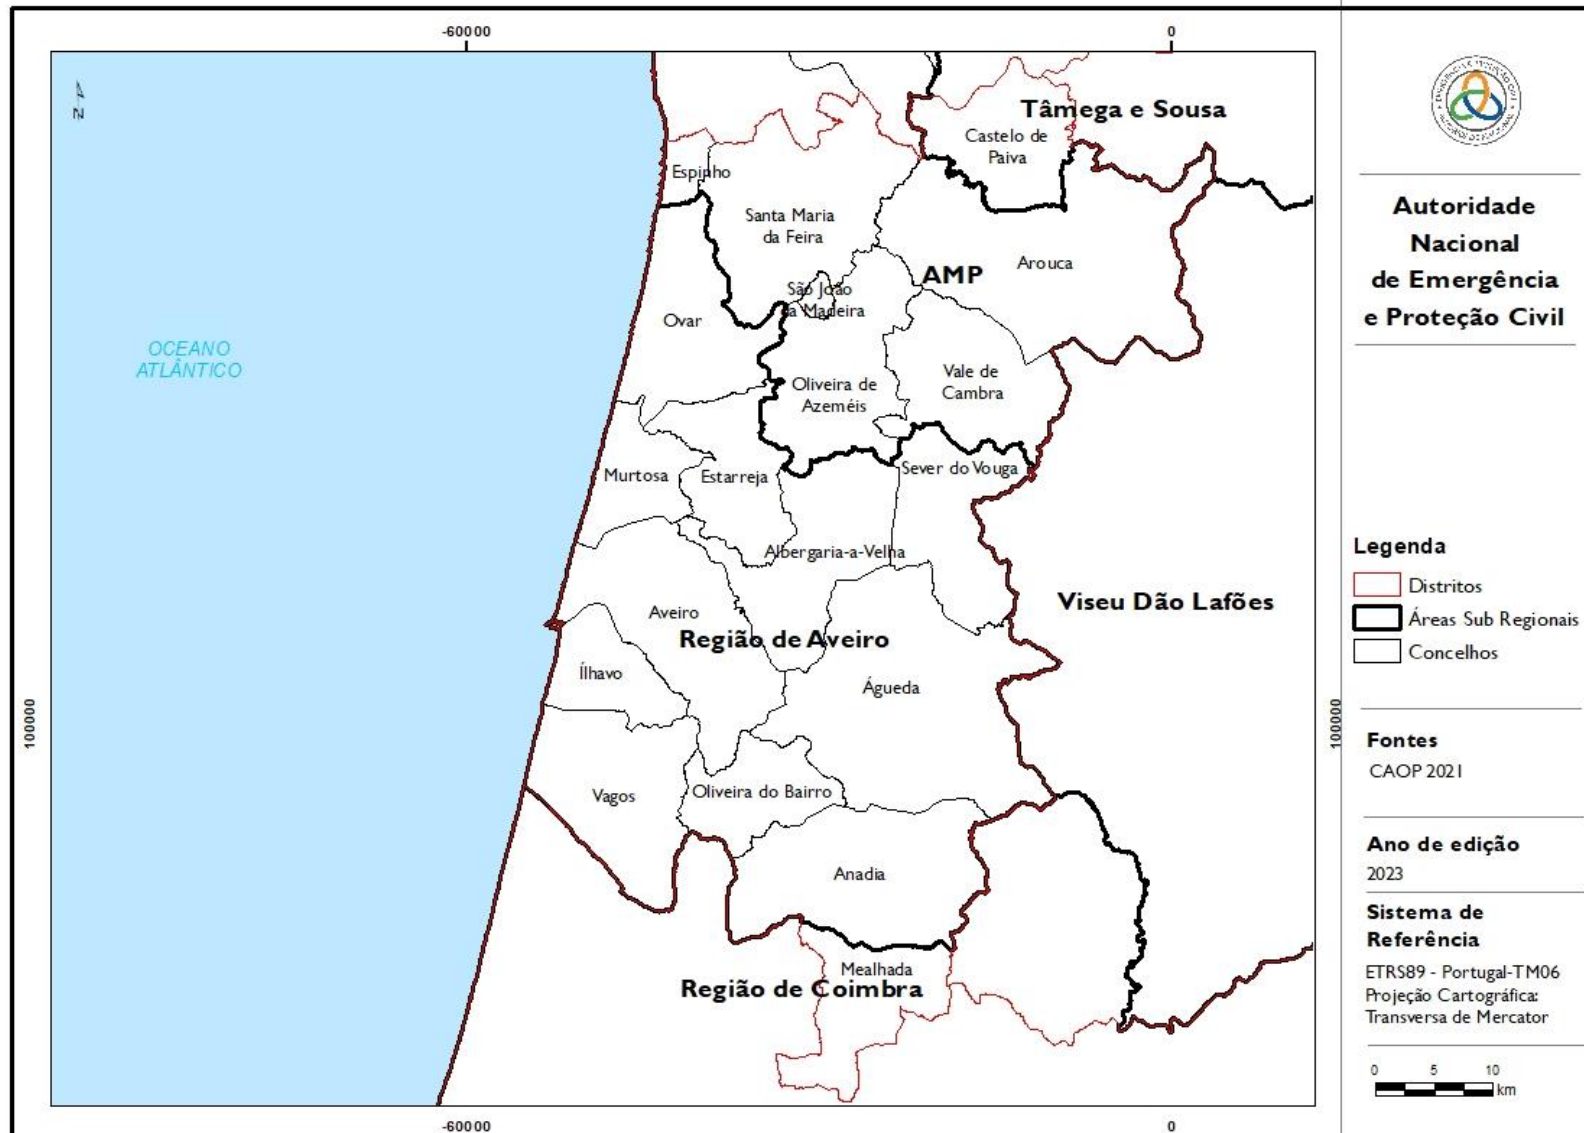 -60000
0
N
Tâmega e Sousa
Castelo de
Paiva
Espinho
Santa Maria
da Feira
Arouca
AMP
São João
a Madeira
Ovar
OCEANO
ATLÂNTICO
Oliveira de
Azeméis
Vale de
Cambra
Murtosa
Estarreja
Sever do Vouga
Albergaria-a-Velha
Viseu Dão Lafões
Aveiro
Região de Aveiro
Ílhavo
Águeda
100000
100000
Vagos
Oliveira do Bairro
Anadia
Mealhada
Região de Coimbra
-60000
0
Autoridade
Nacional
de Emergência
e Proteção Civil
Legenda
Distritos
Áreas Sub Regionais
Concelhos
Fontes
CAOP 2021
Ano de edição
2023
Sistema de
Referência
ETRS89 - Portugal-TM06
Projeção Cartográfica:
Transversa de Mercator
0 5 10
km